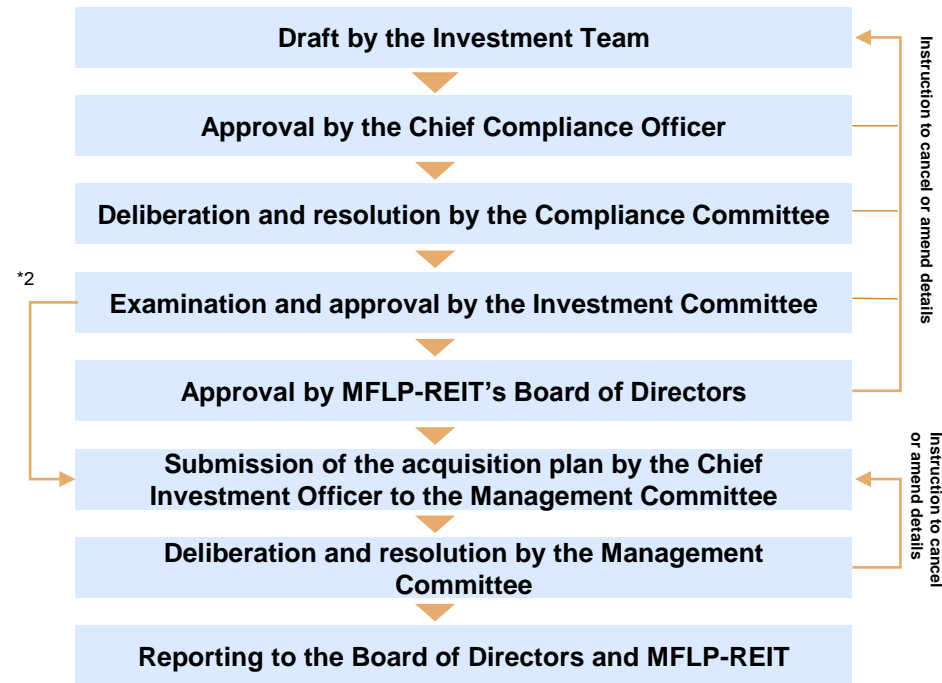 Draft by the Investment Team
Approval by the Chief Compliance Officer
Deliberation and resolution by the Compliance Committee
*2
Examination and approval by the Investment Committee
Approval by MFLP-REIT’s Board of Directors
Submission of the acquisition plan by the Chief
Investment Officer to the Management Committee
Deliberation and resolution by the Management
Committee
Reporting to the Board of Directors and MFLP-REIT
Instruction to cancel or amend details
Instruction to cancel
or amend details